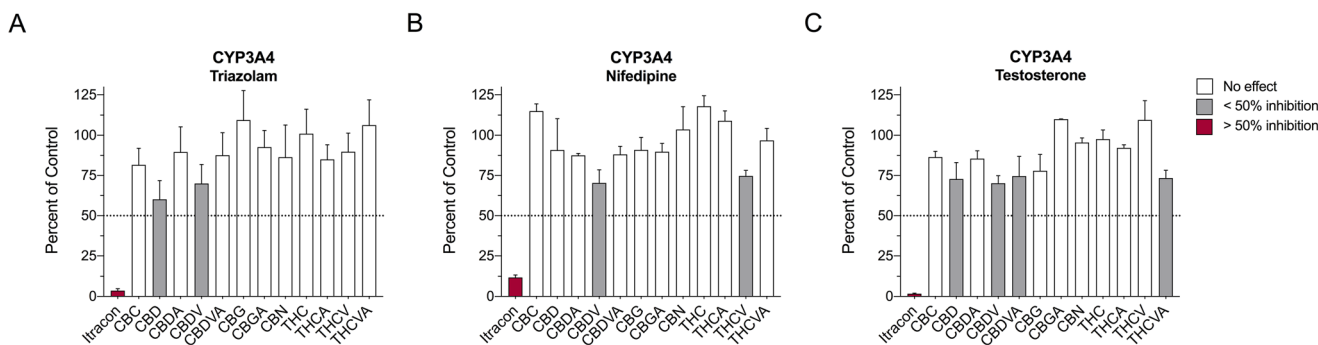 A
CYP3A4
Triazolam
Percent of Control
125
100
75
50
25
0
Itracon
CBC
CBD
CBDA
CBDV
CBDVA
CBG
CBGA
CBN
THC
THCA
THCV
THCVA
B
CYP3A4
Nifedipine
Percent of Control
125
100
75
50
25
0
Itracon
CBC
CBD
CBDA
CBDV
CBDVA
CBG
CBGA
CBN
THC
THCA
THCV
THCVA
C
CYP3A4
Testosterone
Percent of Control
125
100
75
50
25
0
Itracon
CBC
CBD
CBDA
CBDV
CBDVA
CBG
CBGA
CBN
THC
THCA
THCV
THCVA
No effect
< 50% inhibition
> 50% inhibition